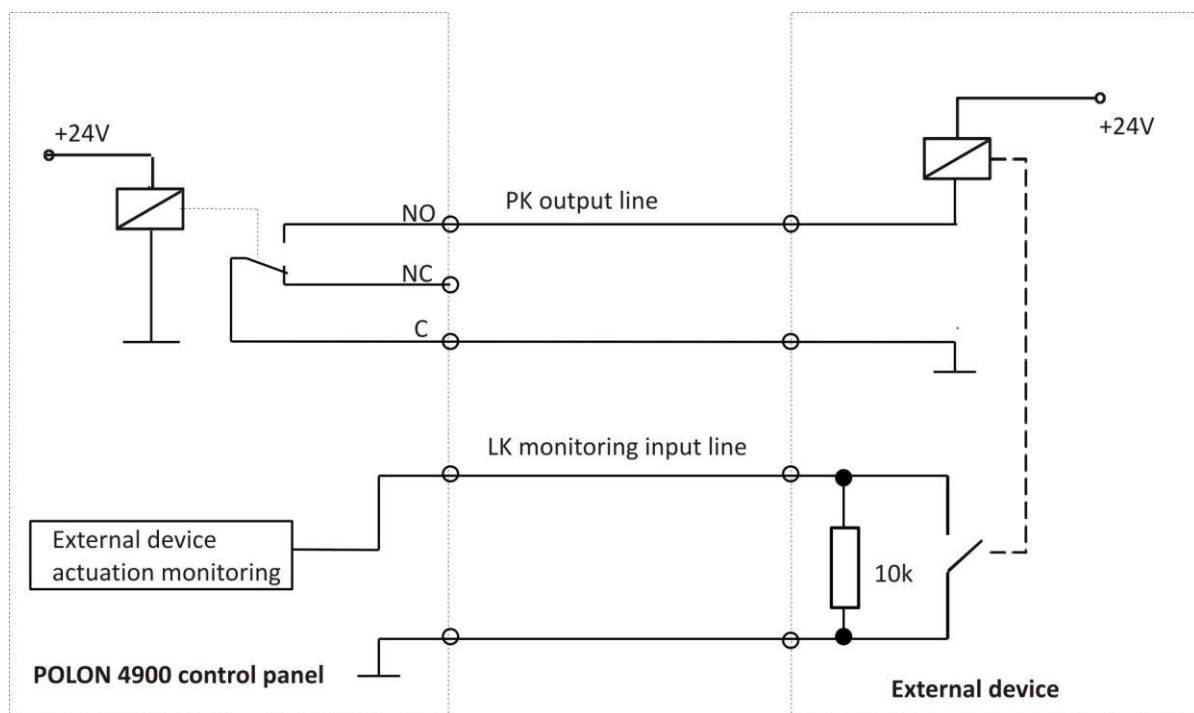 +24V
+24V
NO
PK output line
NC
C
LK monitoring input line
External device
actuation monitoring
10k
POLON 4900 control panel
External device